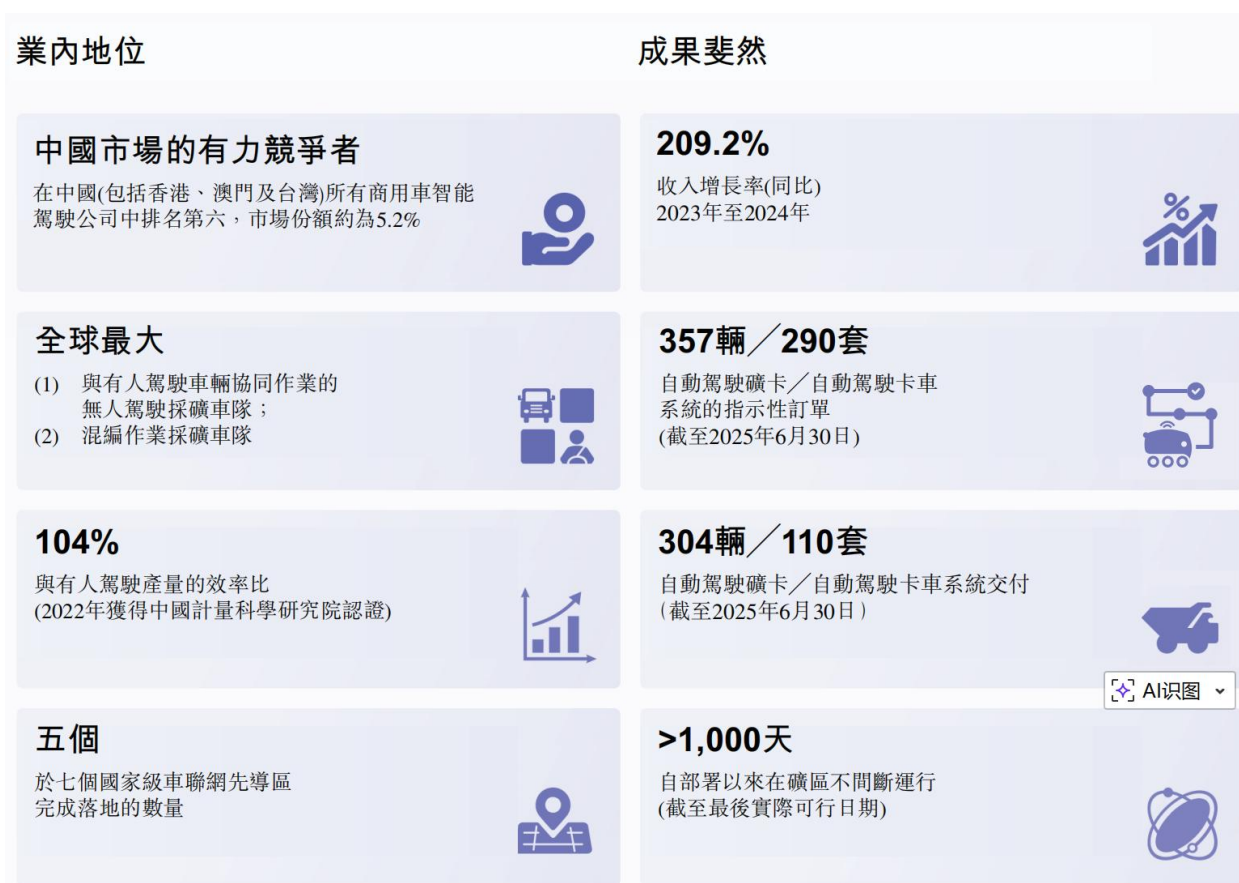 業內地位
中國市場的有力競爭者
在中國(包括香港、澳門及台灣)所有商用車智能
駕駛公司中排名第六，市場份額約為5.2%
全球最大
(1) 與有人駕駛車輛協同作業的
無人駕駛採礦車隊；
(2) 混編作業採礦車隊
104%
與有人駕駛產量的效率比
(2022年獲得中國計量科學研究院認證)
五個
於七個國家級車聯網先導區
完成落地的數量
成果斐然
209.2%
收入增長率(同比)
2023年至2024年
%
357輛／290套
自動駕駛礦卡／自動駕駛卡車
系統的指示性訂單
(截至2025年6月30日)
304輛／110套
自動駕駛礦卡／自動駕駛卡車系統交付
(截至2025年6月30日)
AI识图
>1,000天
自部署以來在礦區不間斷運行
(截至最後實際可行日期)